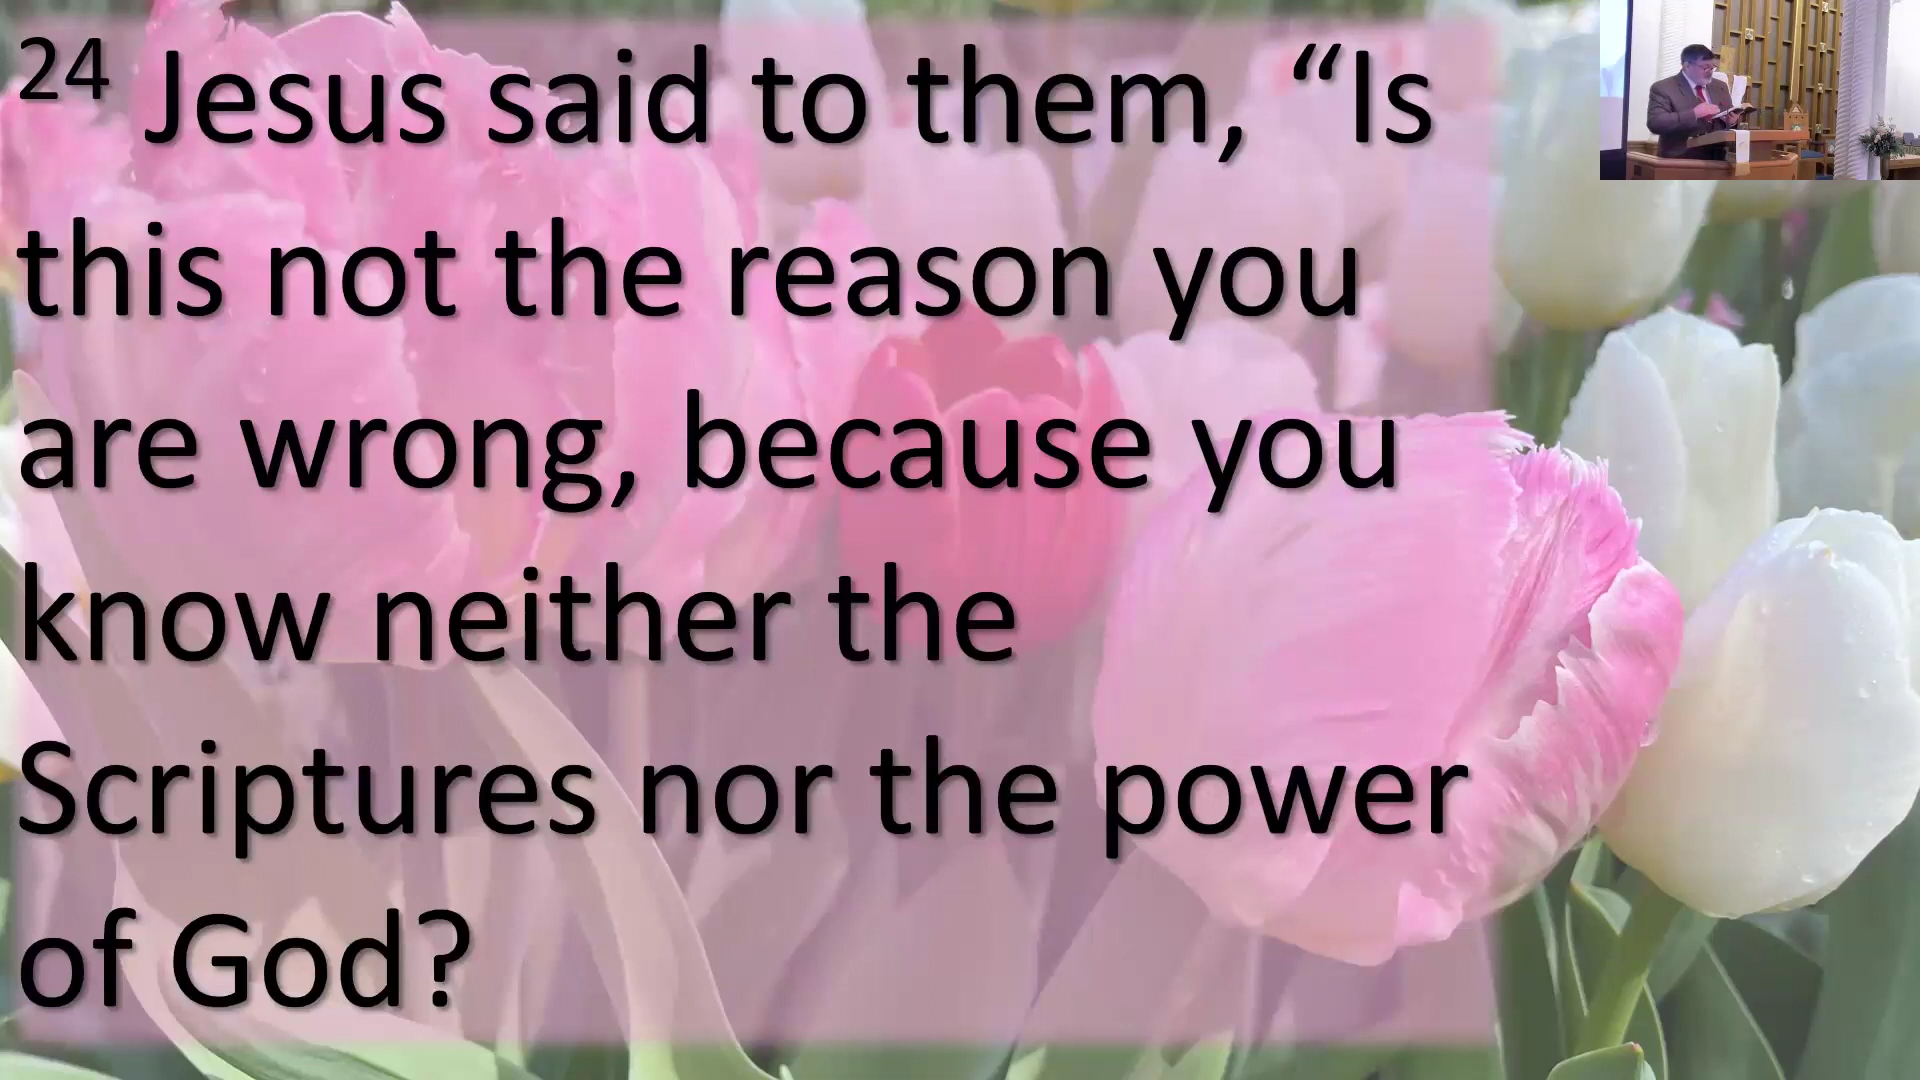 24 Jesus said to them, “Is
this not the reason you
are wrong, because you
know neither the
Scriptures nor the power
of God?